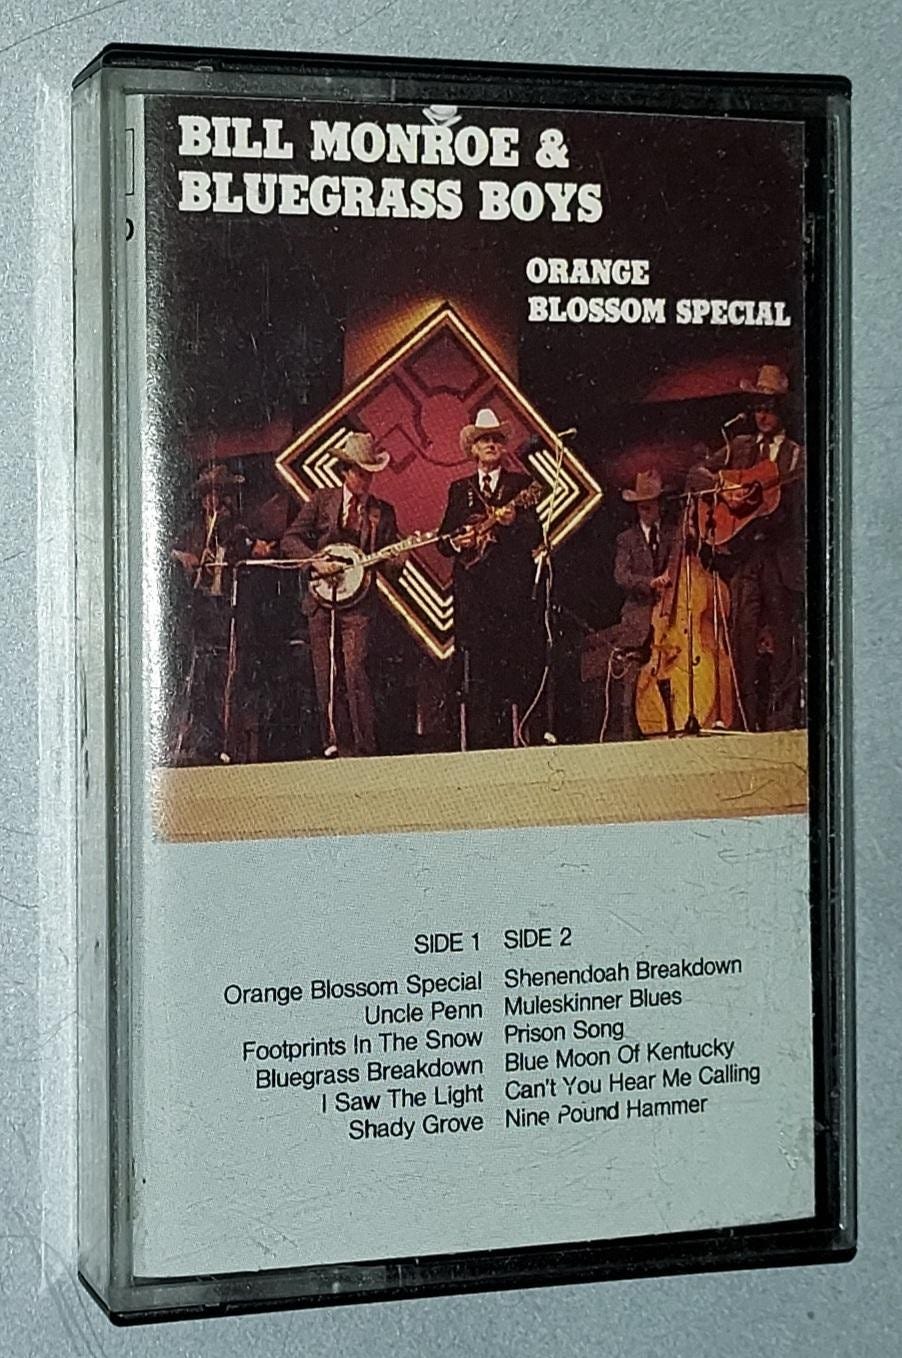 BILL MONROE &
BLUEGRASS BOYS
ORANGE
BLOSSOM SPECIAL
SIDE 1
Orange Blossom Special
Uncle Penn
Footprints In The Snow
Bluegrass Breakdown
I Saw The Light
Shady Grove
SIDE 2
Shenendoah Breakdown
Muleskinner Blues
Prison Song
Blue Moon Of Kentucky
Can't You Hear Me Calling
Nine Pound Hammer